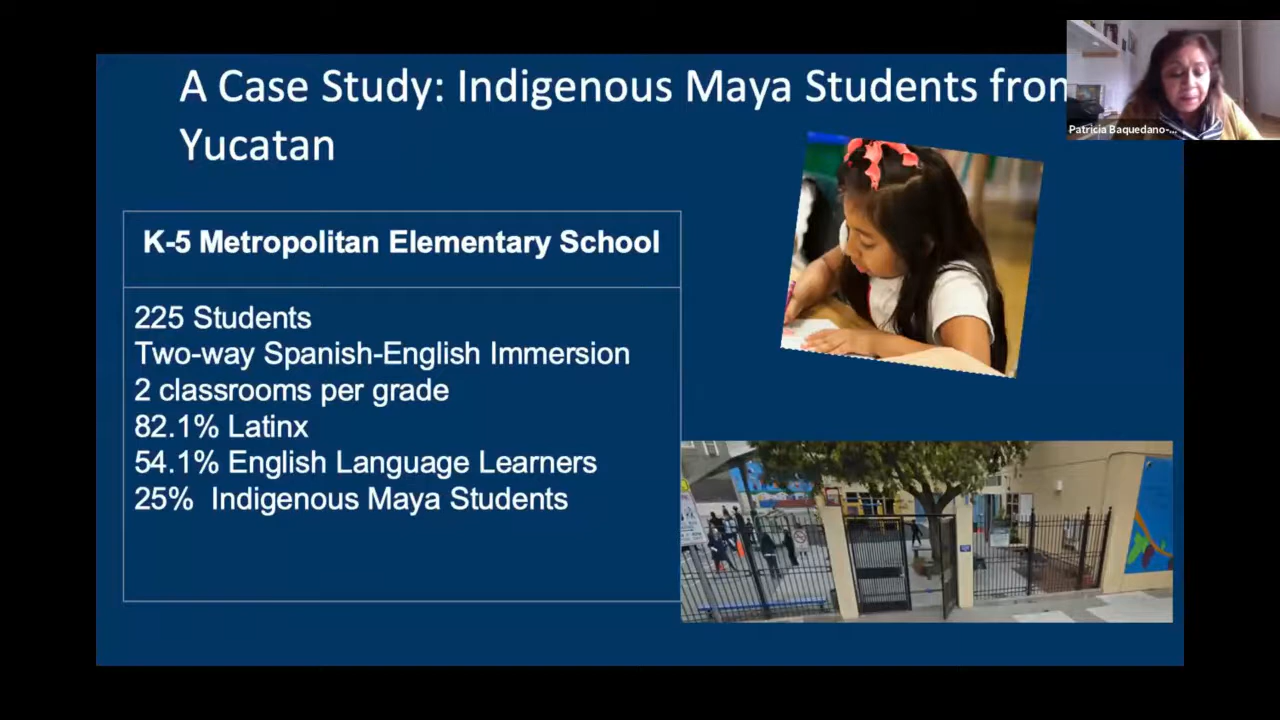 A Case Study: Indigenous Maya Students from
Yucatan
Patricia Baquedano-...
K-5 Metropolitan Elementary School
225 Students
Two-way Spanish-English Immersion
2 classrooms per grade
82.1% Latinx
54.1% English Language Learners
25% Indigenous Maya Students